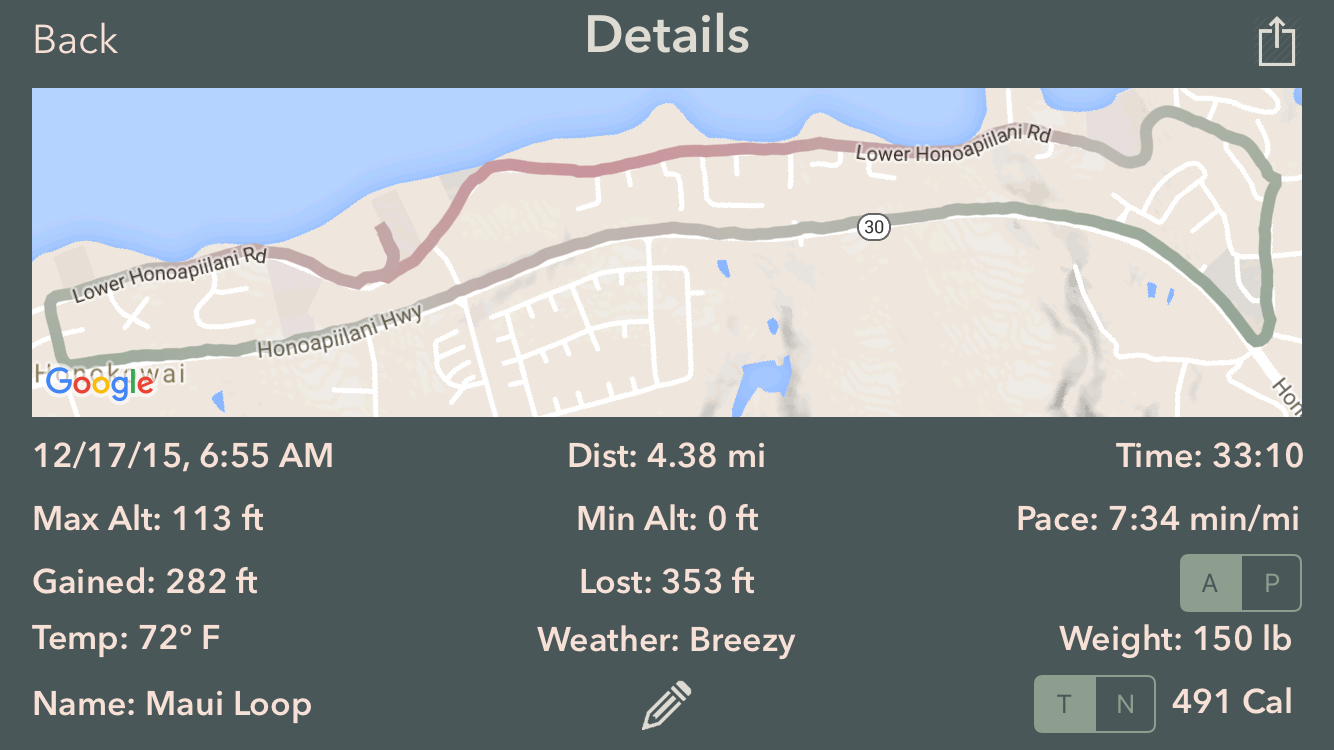 Back
Details
Lower Honoapiilani Rd
30
Lower Honoapiilani Rd
Honoapiilani Hwy
Google
Hon
12/17/15, 6:55 AM
Dist: 4.38 mi
Time: 33:10
Max Alt: 113 ft
Min Alt: 0 ft
Pace: 7:34 min/mi
Gained: 282 ft
Lost: 353 ft
A
P
Temp: 72° F
Weather: Breezy
Weight: 150 lb
Name: Maui Loop
T
N
491 Cal